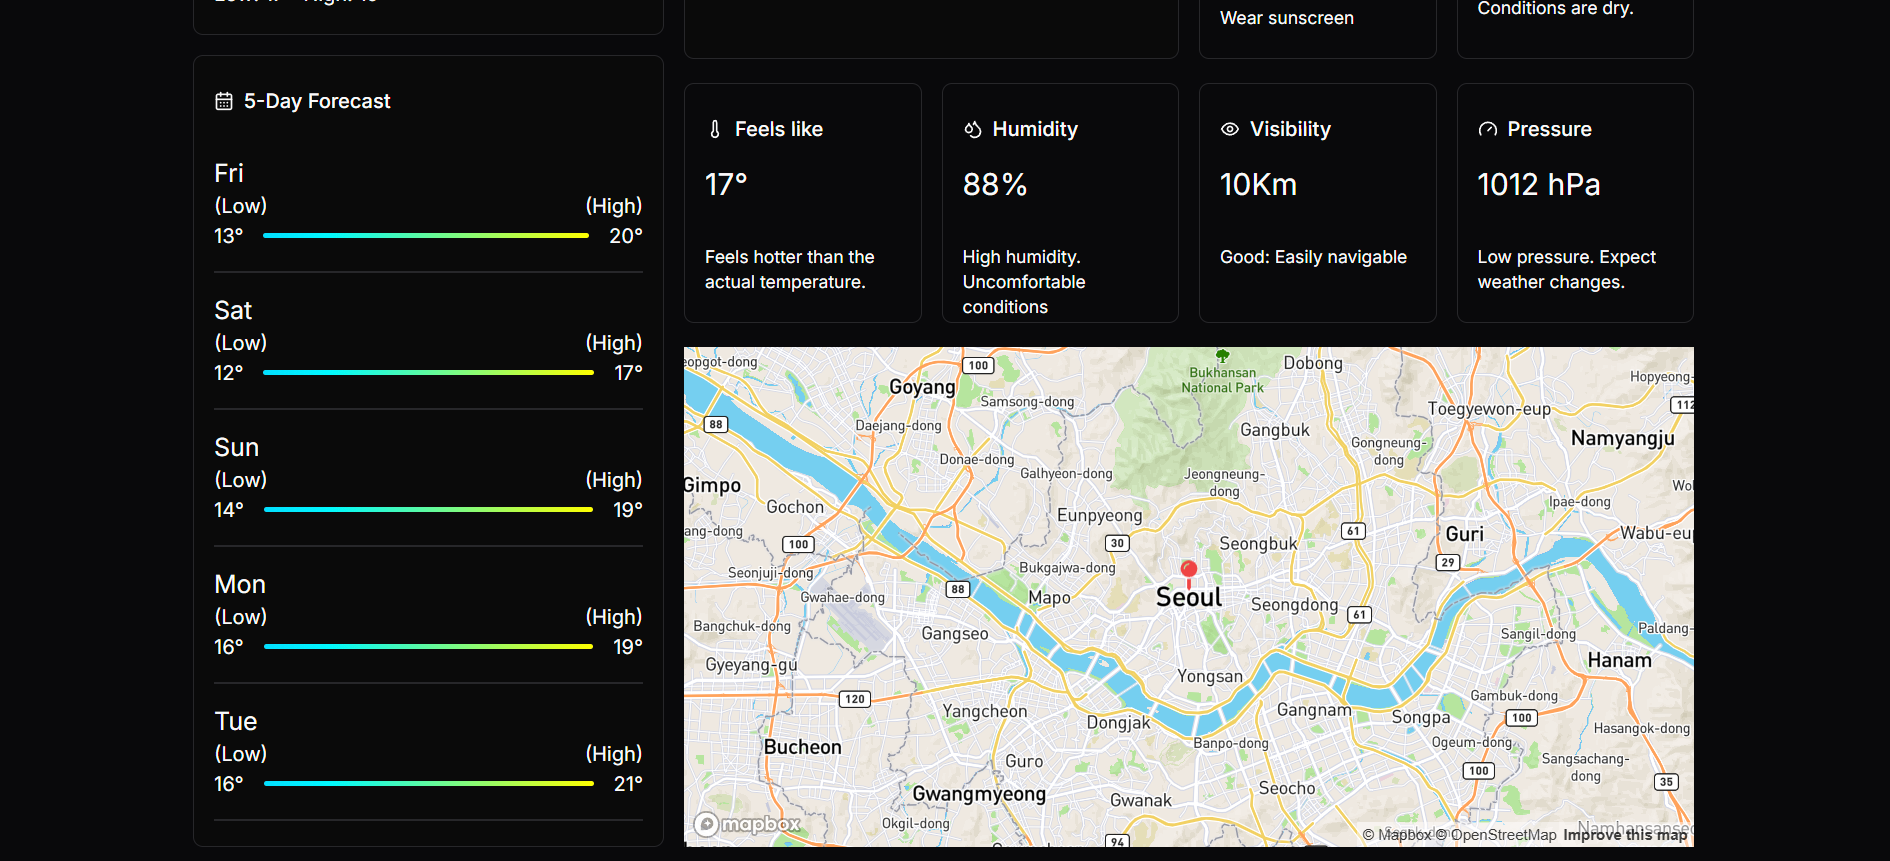 Wear sunscreen
Conditions are dry.
5-Day Forecast
Fri
(Low) (High)
13° 20°
Sat
(Low) (High)
12° 17°
Sun
(Low) (High)
14° 19°
Mon
(Low) (High)
16° 19°
Tue
(Low) (High)
16° 21°
Feels like
17°
Feels hotter than the
actual temperature.
Humidity
88%
High humidity.
Uncomfortable
conditions
Visibility
10Km
Good: Easily navigable
Pressure
1012 hPa
Low pressure. Expect
weather changes.
opgot-dong
100
Goyang
Samsong-dong
Bukhansan
National Park
Dobong
Hopyeong-
112
88
Daejang-dong
Gangbuk
Toegyewon-eup
Namyangju
Donae-dong
Galhyeon-dong
Jeongneung-
dong
Gongneung-
dong
Gimpo
Gochon
Eunpyeong
Ipae-dong
ang-dong
100
30
Seongbuk
61
Guri
Wabu-eup
Seonjuji-dong
Bukgajwa-dong
29
Gwahae-dong
88
Mapo
Seoul
Seongdong
61
Bangchuk-dong
Gangseo
Sangil-dong
Paldang-
Gyeyang-gu
Yongsan
Hanam
120
Yangcheon
Dongjak
Gangnam
Songpa
Gambuk-dong
100
Hasangok-dong
Bucheon
Guro
Banpo-dong
Ogeum-dong
Sangsachang-
dong
100
35
Gwangmyeong
Gwanak
Seocho
mapbox
Okgil-dong
94
© Mapbox © OpenStreetMap Improve this map